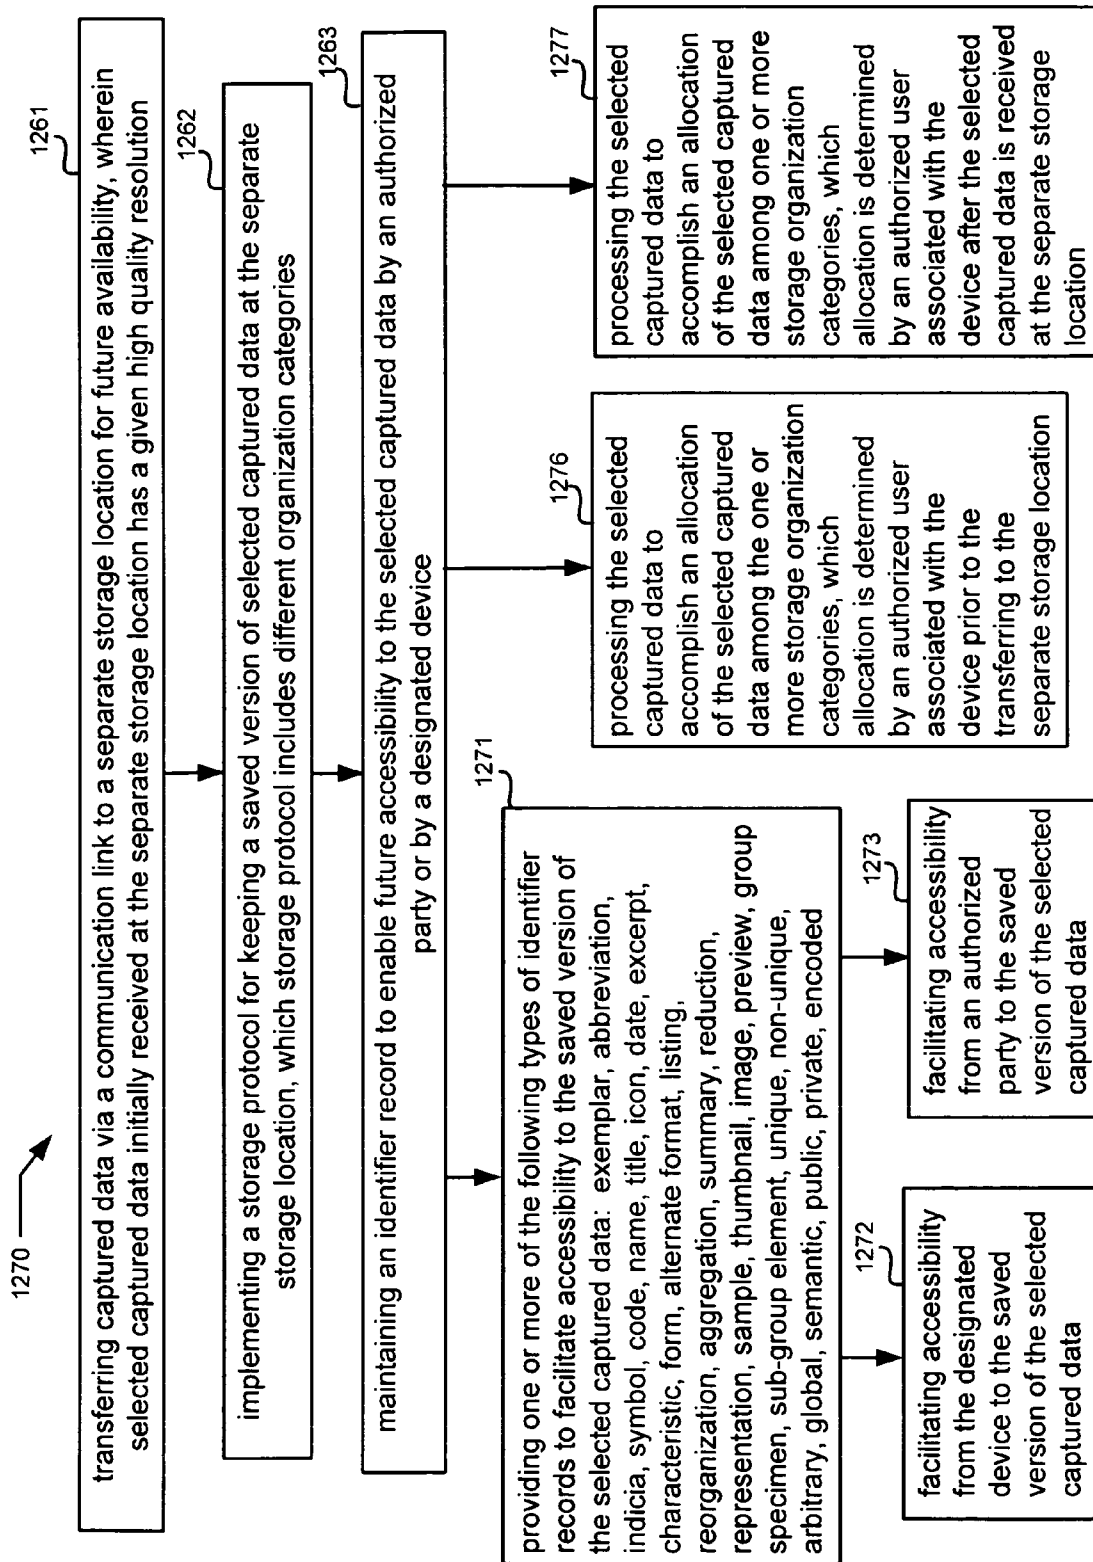 1270
1261
transferring captured data via a communication link to a separate storage location for future availability, wherein
selected captured data initially received at the separate storage location has a given high quality resolution
1262
implementing a storage protocol for keeping a saved version of selected captured data at the separate
storage location, which storage protocol includes different organization categories
1263
maintaining an identifier record to enable future accessibility to the selected captured data by an authorized
party or by a designated device
1271
providing one or more of the following types of identifier
records to facilitate accessibility to the saved version of
the selected captured data: exemplar, abbreviation,
indicia, symbol, code, name, title, icon, date, excerpt,
characteristic, form, alternate format, listing,
reorganization, aggregation, summary, reduction,
representation, sample, thumbnail, image, preview, group
specimen, sub-group element, unique, non-unique,
arbitrary, global, semantic, public, private, encoded
1272
facilitating accessibility
from the designated
device to the saved
version of the selected
captured data
1273
facilitating accessibility
from an authorized
party to the saved
version of the selected
captured data
1276
processing the selected
captured data to
accomplish an allocation
of the selected captured
data among the one or
more storage organization
categories, which
allocation is determined
by an authorized user
associated with the
device prior to the
transferring to the
separate storage location
1277
processing the selected
captured data to
accomplish an allocation
of the selected captured
data among one or more
storage organization
categories, which
allocation is determined
by an authorized user
associated with the
device after the selected
captured data is received
at the separate storage
location